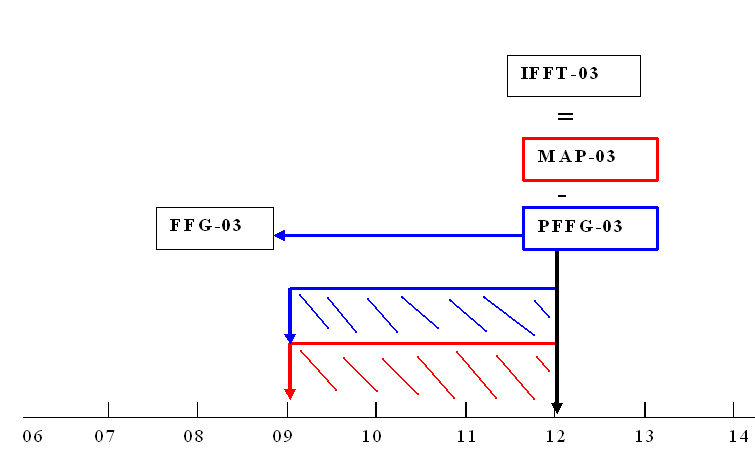 IFFT-03
=
MAP-03
-
FFG-03 PFFG-03
06 07 08 09 10 11 12 13 14